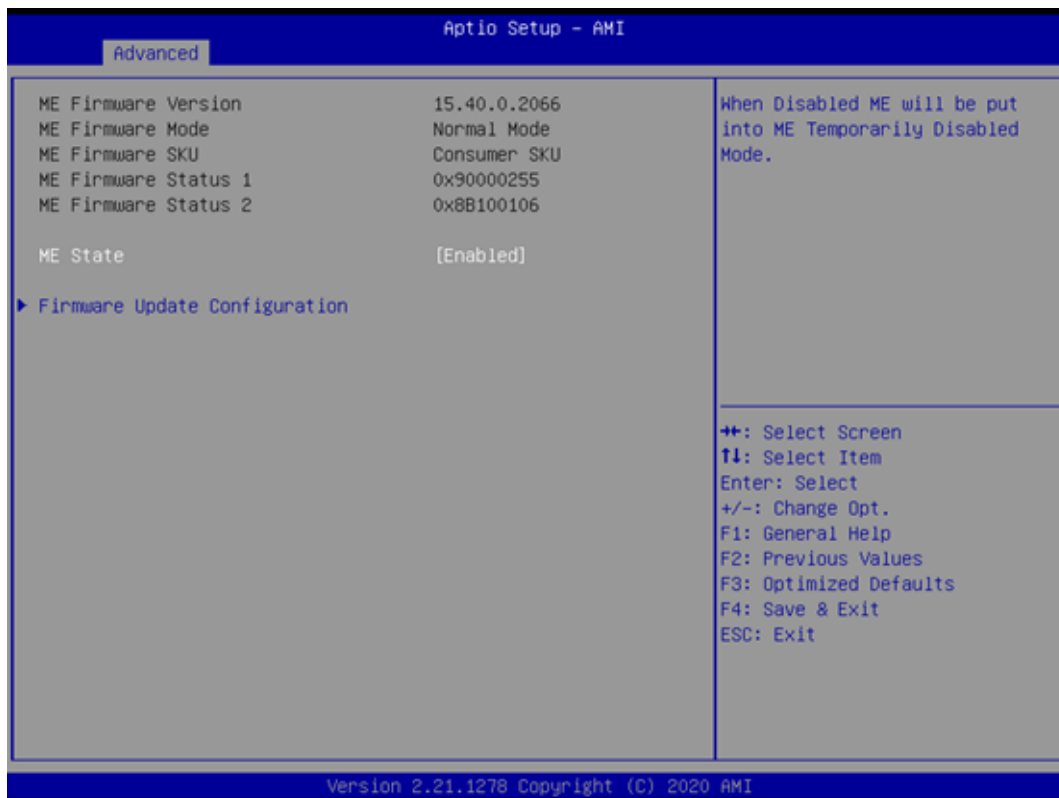 Aptio Setup – AMI
Advanced
ME Firmware Version 15.40.0.2066
ME Firmware Mode Normal Mode
ME Firmware SKU Consumer SKU
ME Firmware Status 1 0x90000255
ME Firmware Status 2 0x8B100106
ME State [Enabled]
► Firmware Update Configuration
When Disabled ME will be put
into ME Temporarily Disabled
Mode.
→←: Select Screen
↑↓: Select Item
Enter: Select
+/-: Change Opt.
F1: General Help
F2: Previous Values
F3: Optimized Defaults
F4: Save & Exit
ESC: Exit
Version 2.21.1278 Copyright (C) 2020 AMI